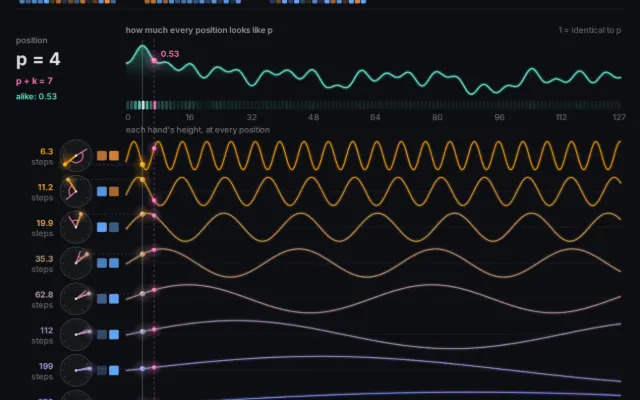 how much every position looks like p
1 = identical to p
position
p = 4
p + k = 7
alike: 0.53
0.53
0 16 32 48 64 80 96 112 127
each hand's height, at every position
6.3
steps
11.2
steps
19.9
steps
35.3
steps
62.8
steps
112
steps
199
steps